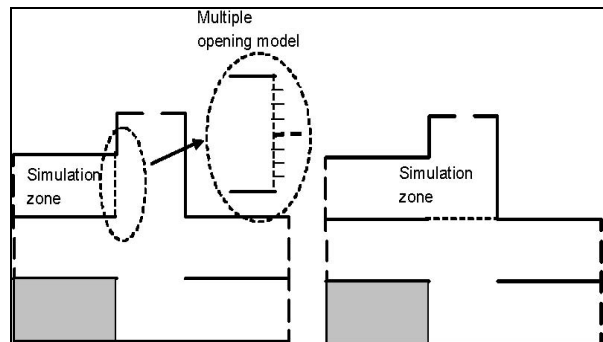 Multiple
opening model
Simulation
zone
Simulation
zone